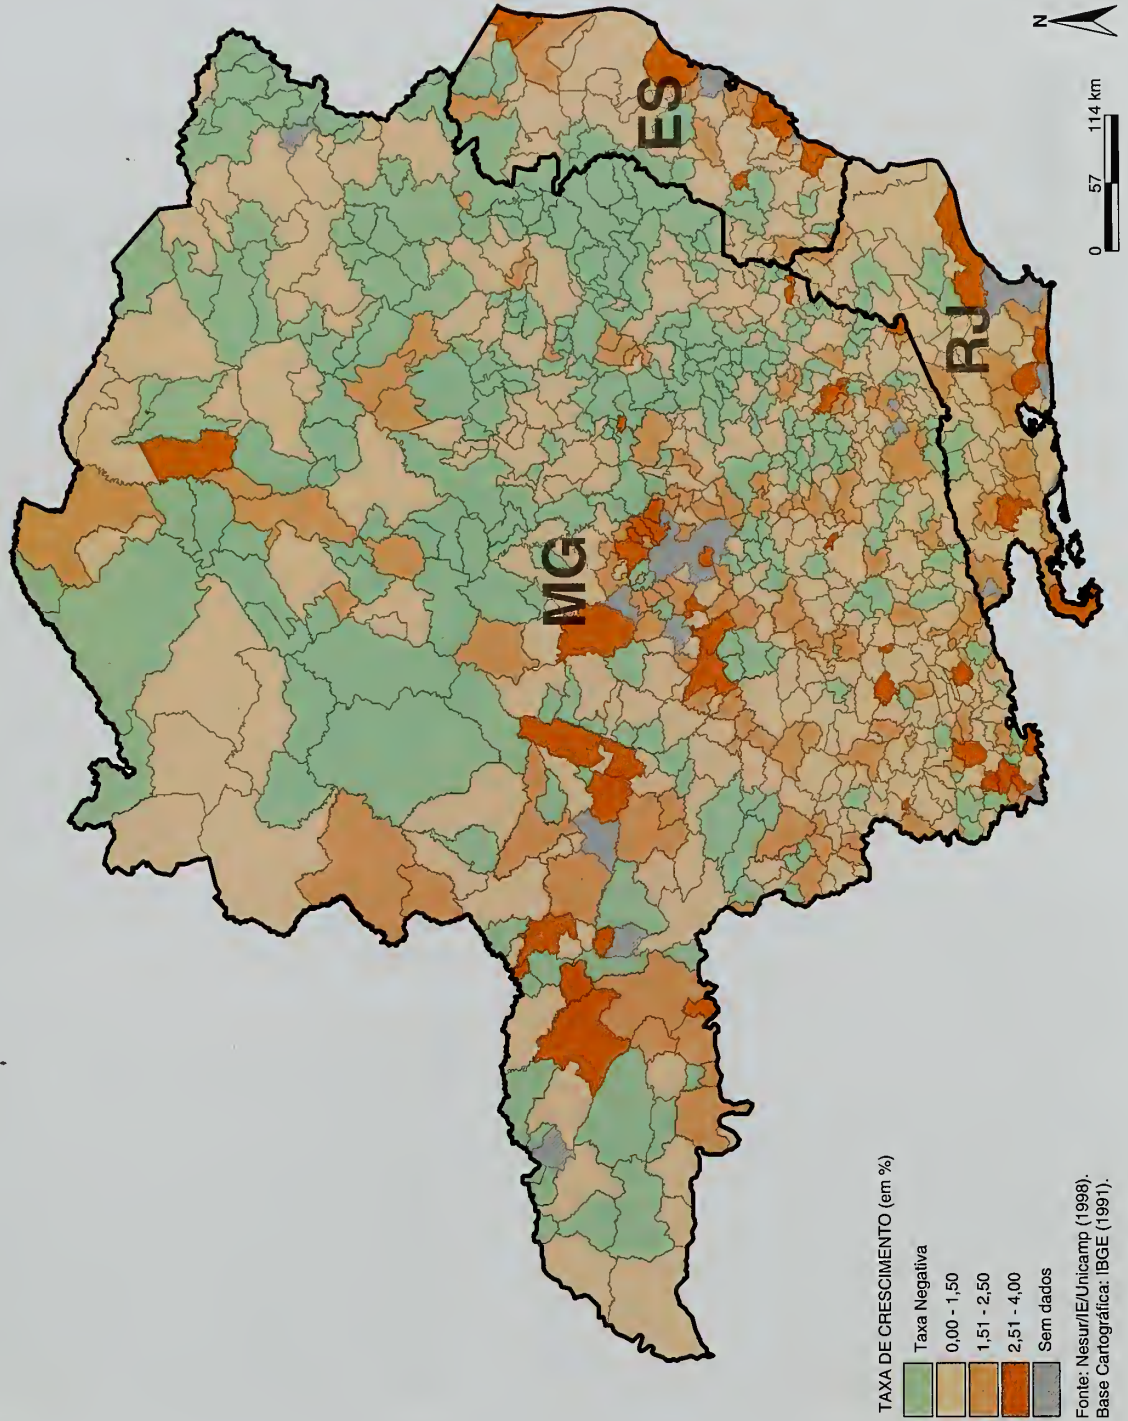 MG
ES
RJ
N
0 57 114 km
TAXA DE CRESCIMENTO (em %)
Taxa Negativa
0,00 - 1,50
1,51 - 2,50
2,51 - 4,00
Sem dados
Fonte: Nesur/IE/Unicamp (1998).
Base Cartográfica: IBGE (1991).